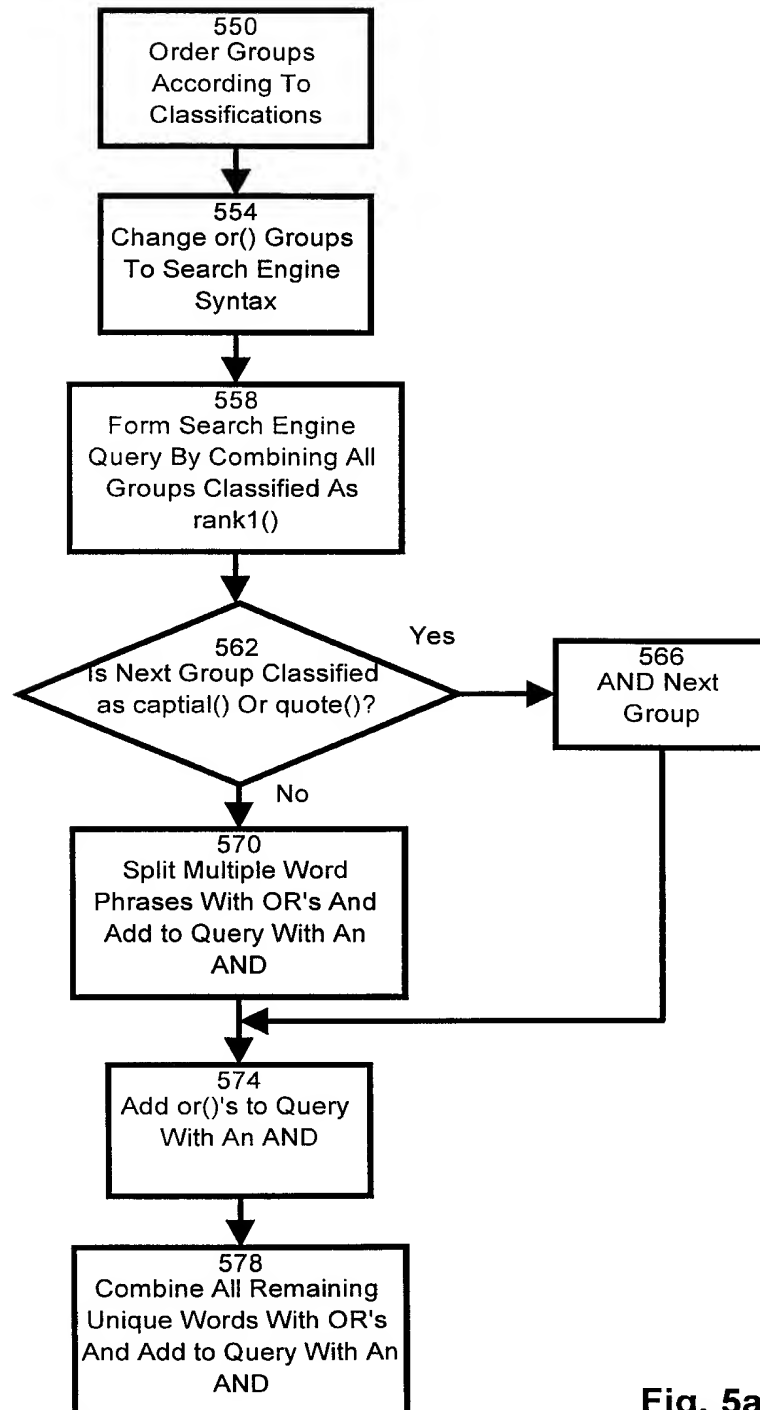 550
Order Groups
According To
Classifications
554
Change or() Groups
To Search Engine
Syntax
558
Form Search Engine
Query By Combining All
Groups Classified As
rank1()
562
Is Next Group Classified
as captial() Or quote()?
Yes
566
AND Next
Group
No
570
Split Multiple Word
Phrases With OR's And
Add to Query With An
AND
574
Add or()'s to Query
With An AND
578
Combine All Remaining
Unique Words With OR's
And Add to Query With An
AND
Fig. 5a